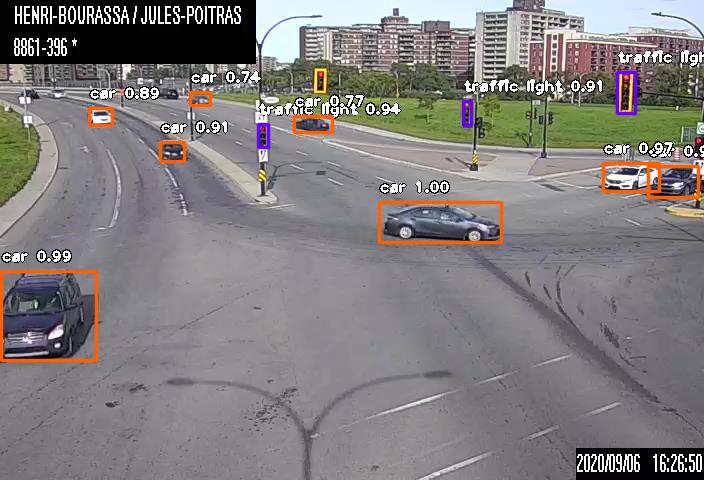 HENRI-BOURASSA / JULES-POITRAS
8861-396 *
car 0.74
traffic light 0.91
car 0.89
car 0.77
traffic light 0.94
car 0.91
car 0.97
car 1.00
car 0.99
2020/09/06 16:26:50